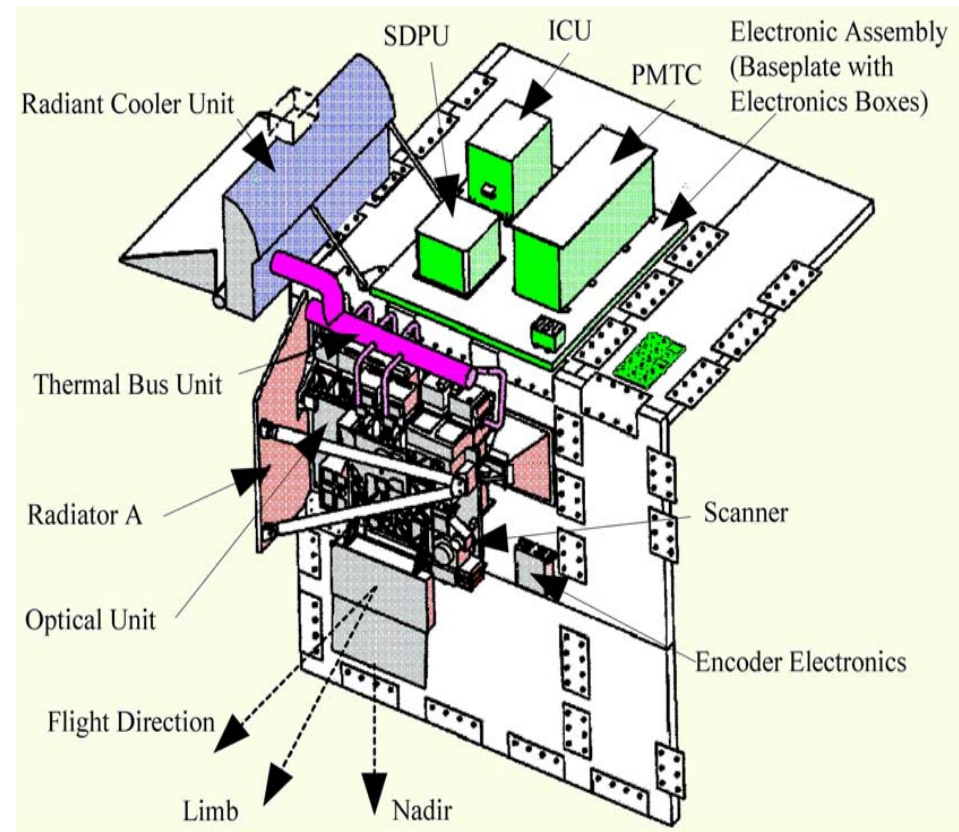 SDPU
ICU
PMTC
Electronic Assembly
(Baseplate with
Electronics Boxes)
Radiant Cooler Unit
Thermal Bus Unit
Radiator A
Scanner
Optical Unit
Encoder Electronics
Flight Direction
Limb
Nadir